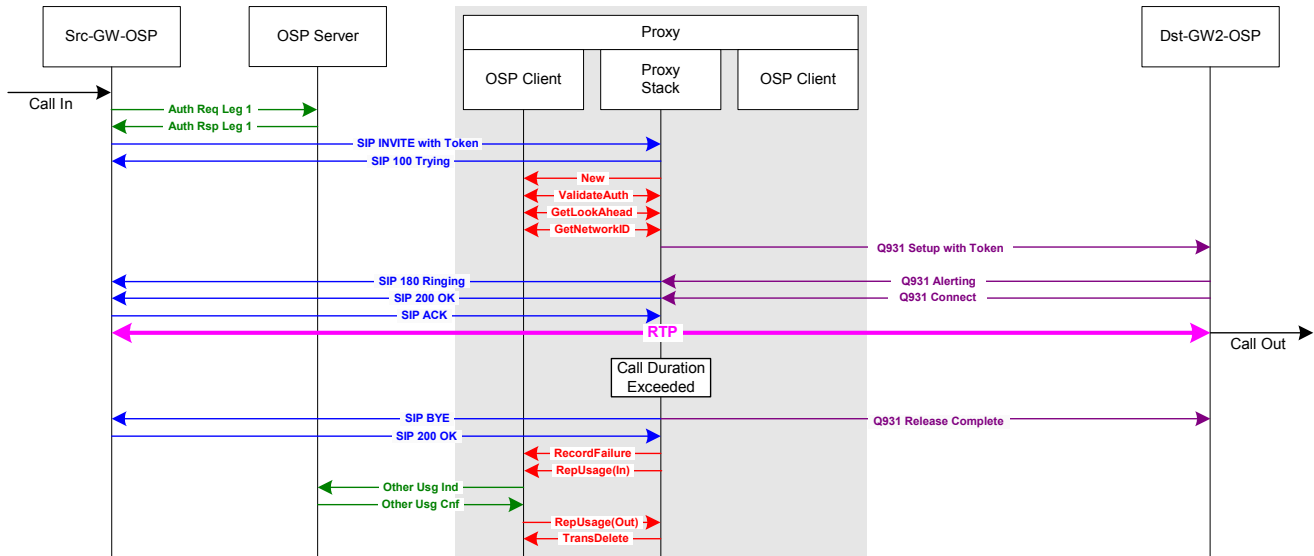 Src-GW-OSP
OSP Server
Proxy
Dst-GW2-OSP
OSP Client
Proxy
Stack
OSP Client
Call In
Auth Req Leg 1
Auth Rsp Leg 1
SIP INVITE with Token
SIP 100 Trying
New
ValidateAuth
GetLookAhead
GetNetworkID
Q931 Setup with Token
SIP 180 Ringing
Q931 Alerting
SIP 200 OK
Q931 Connect
SIP ACK
RTP
Call Out
Call Duration
Exceeded
SIP BYE
Q931 Release Complete
SIP 200 OK
RecordFailure
RepUsage(In)
Other Usg Ind
Other Usg Cnf
RepUsage(Out)
TransDelete